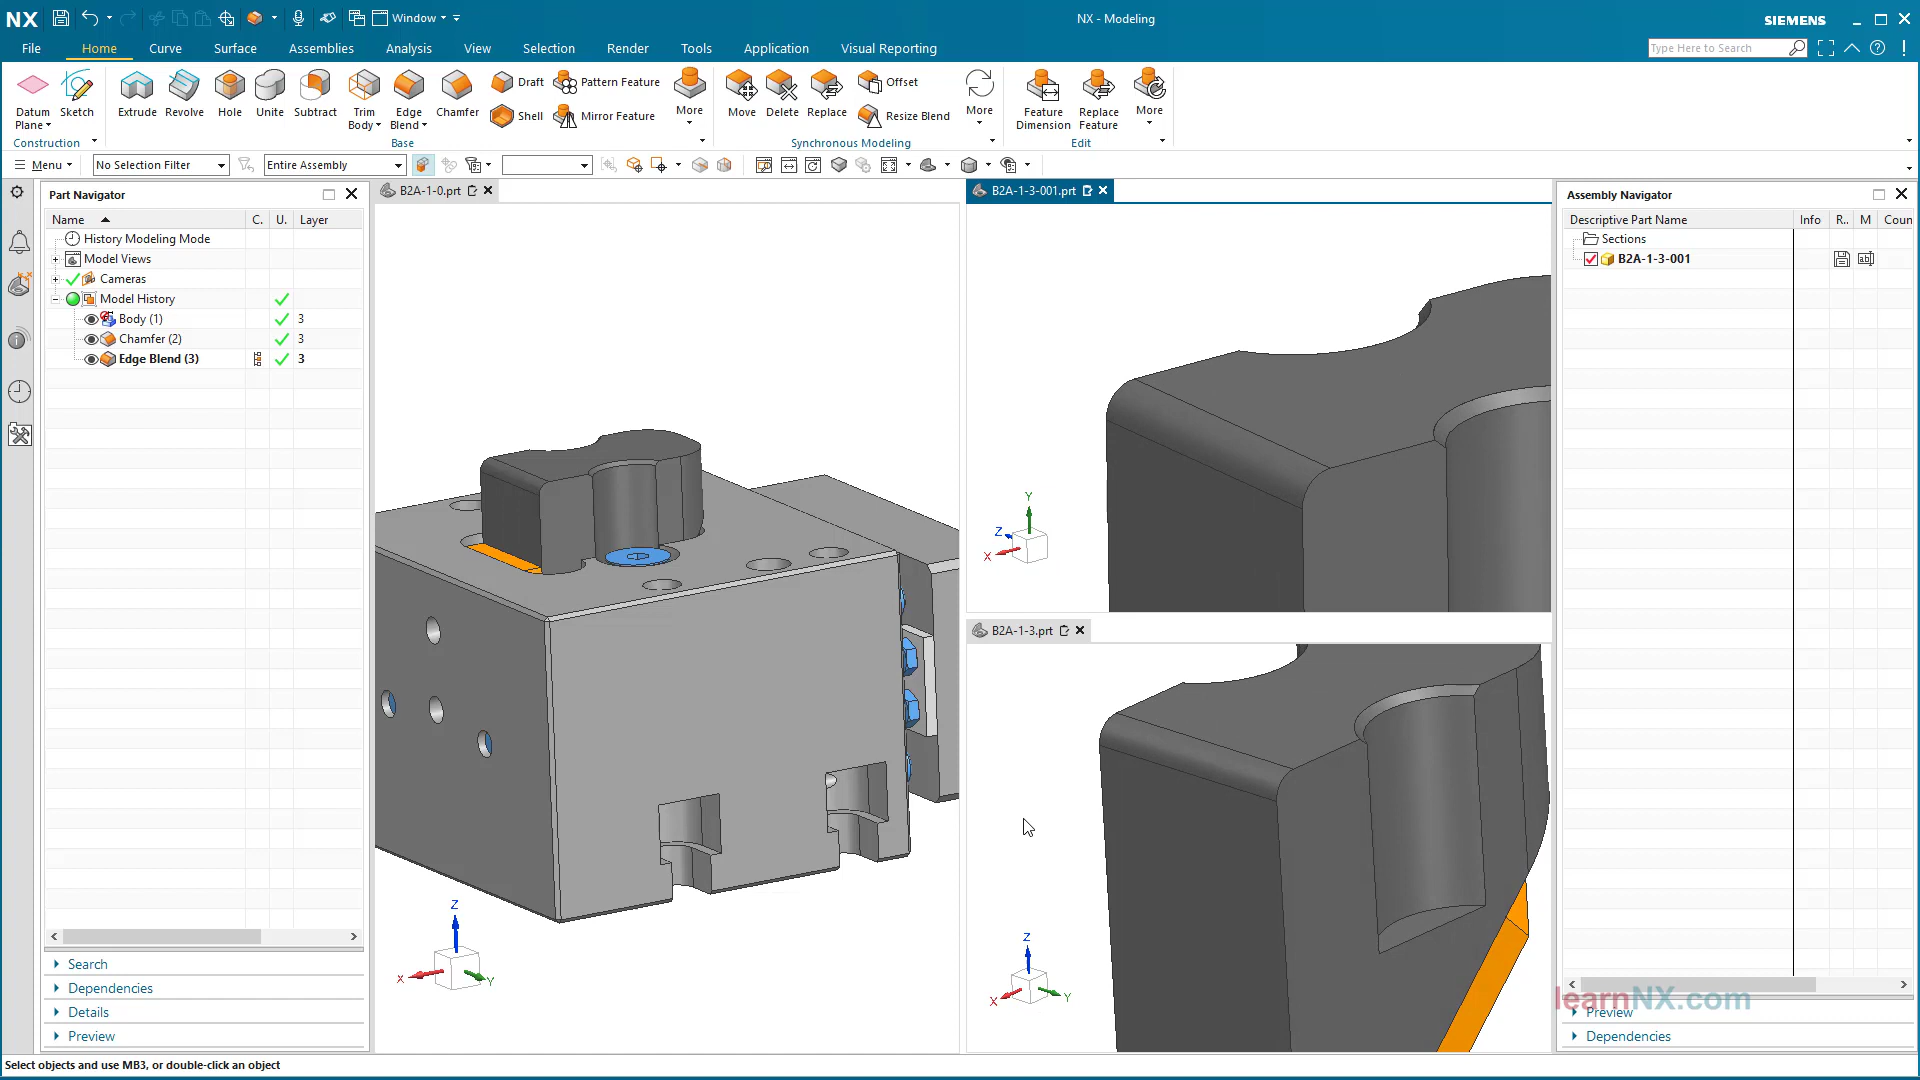 NX
Window
NX - Modeling
SIEMENS
File
Home
Curve
Surface
Assemblies
Analysis
View
Selection
Render
Tools
Application
Visual Reporting
Type Here to Search
Datum Plane
Sketch
Extrude
Revolve
Hole
Unite
Subtract
Trim Body
Edge Blend
Chamfer
Draft
Shell
Pattern Feature
Mirror Feature
More
Move
Delete
Replace
Offset
Resize Blend
More
Feature Dimension
Replace Feature
More
Construction
Base
Synchronous Modeling
Edit
Menu
No Selection Filter
Entire Assembly
Part Navigator
Name
C.
U.
Layer
History Modeling Mode
Model Views
Cameras
Model History
Body (1)
3
Chamfer (2)
3
Edge Blend (3)
3
Search
Dependencies
Details
Preview
B2A-1-0.prt
Z
X
Y
B2A-1-3-001.prt
Y
Z
X
B2A-1-3.prt
Z
X
Y
Assembly Navigator
Descriptive Part Name
Info
R..
M
Coun
Sections
B2A-1-3-001
learnNX.com
Preview
Dependencies
Select objects and use MB3, or double-click an object